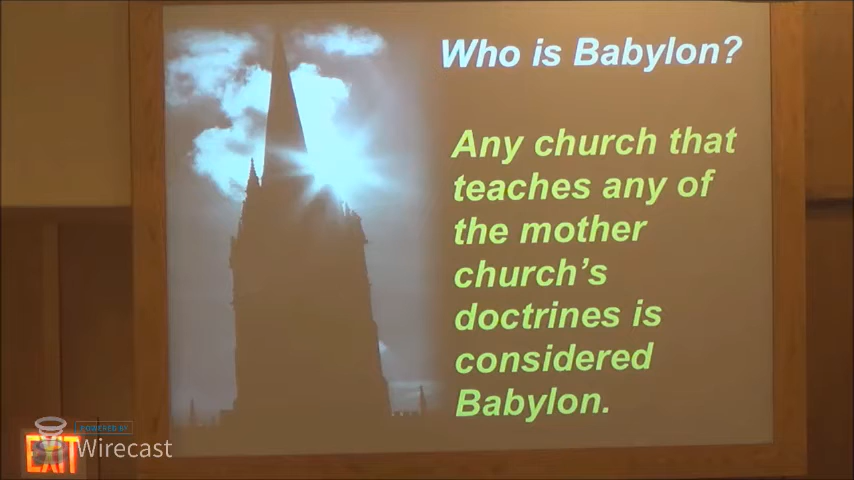 Who is Babylon?
Any church that
teaches any of
the mother
church's
doctrines is
considered
Babylon.
POWERED BY
Wirecast
EXIT